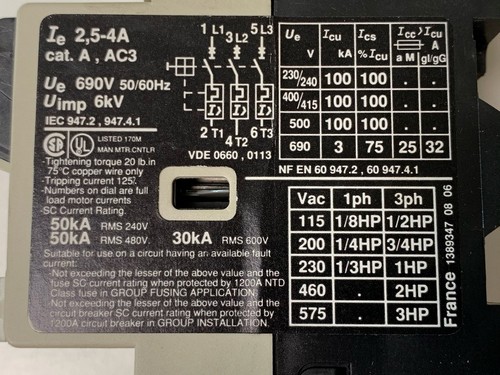 Ie 2,5-4A
cat. A , AC3
Ue 690V 50/60Hz
Uimp 6kV
IEC 947.2 , 947.4.1
1 L1 3 L2 5 L3
2 T1 4 T2 6 T3
VDE 0660 , 0113
Ue Icu Ics Icc > Icu
V kA % Icu A
a M gl/gG
230/240 100 100 . .
400/415 100 100 . .
500 100 100 . .
690 3 75 25 32
NF EN 60 947.2 , 60 947.4.1
SA UL LISTED 170M
MAN MTR.CNTLR
-Tightening torque 20 lb.in
75°C copper wire only
-Tripping current 125%
-Numbers on dial are full
load motor currents
-SC Current Rating.
50kA RMS 240V
50kA RMS 480V. 30kA RMS 600V
Suitable for use on a circuit having an available fault
current:
-Not exceeding the lesser of the above value and the
fuse SC current rating when protected by 1200A NTD
Class fuse in GROUP FUSING APPLICATION.
-Not exceeding the lesser of the above value and the
circuit breaker SC current rating when protected by
1200A circuit breaker in GROUP INSTALLATION.
Vac 1ph 3ph
115 1/8HP 1/2HP
200 1/4HP 3/4HP
230 1/3HP 1HP
460 . 2HP
575 . 3HP
France 1389347 08 06